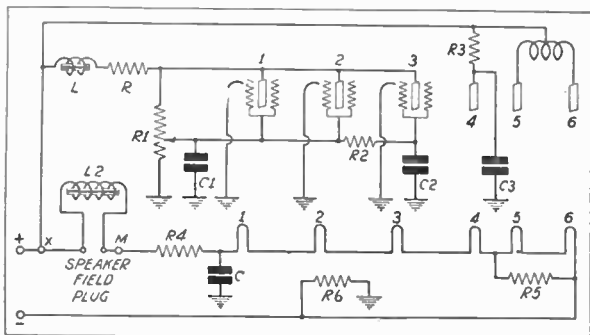 1 2 3
R3
L R
4 5 6
R1
R2
C1 C2 C3
L2
1 2 3 4 5 6
+ X M R4
SPEAKER
FIELD
PLUG
C
R6 R5
-